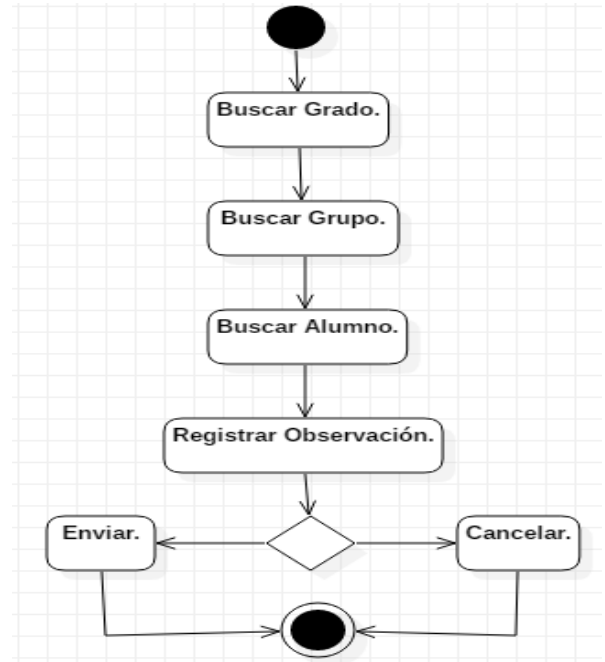 Buscar Grado.
Buscar Grupo.
Buscar Alumno.
Registrar Observación.
Enviar.
Cancelar.